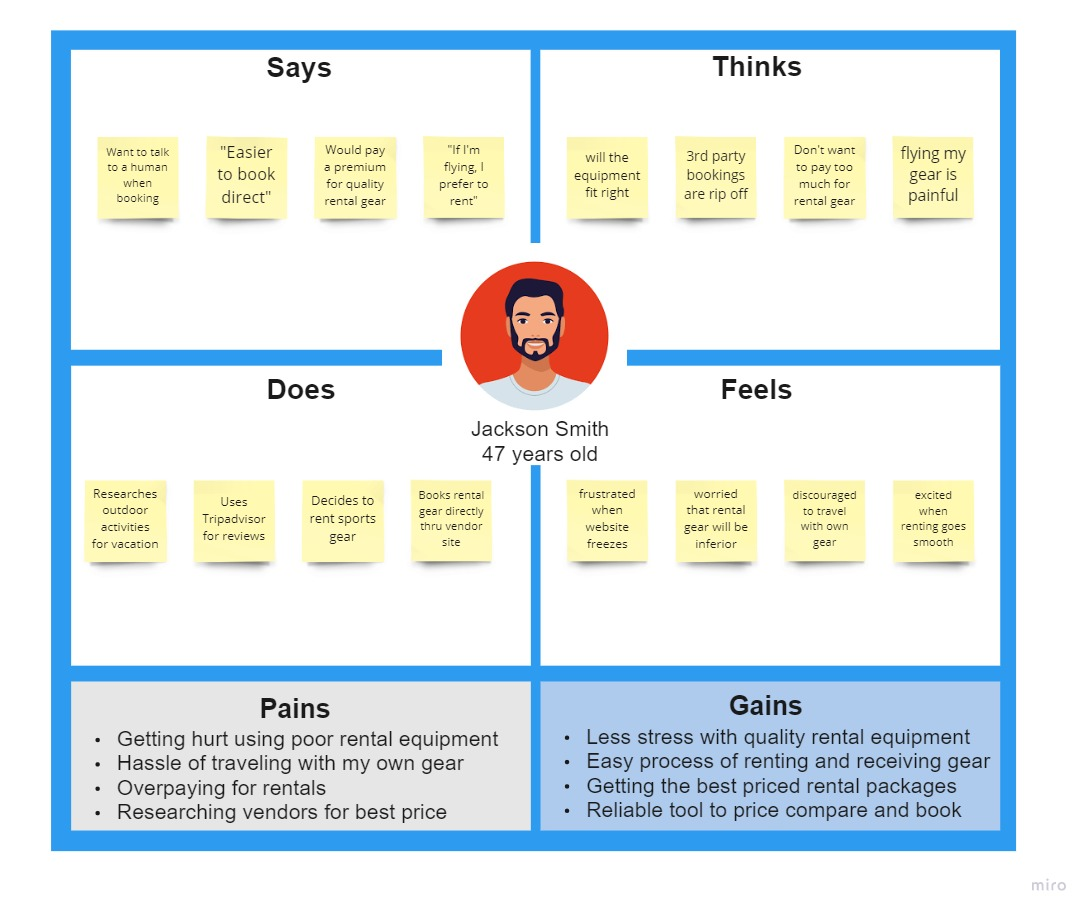 Says
Want to talk
to a human
when
booking
"Easier
to book
direct"
Would pay
a premium
for quality
rental gear
"If I'm
flying, I
prefer to
rent"
Thinks
will the
equipment
fit right
3rd party
bookings
are rip off
Don't want
to pay too
much for
rental gear
flying my
gear is
painful
Jackson Smith
47 years old
Does
Researches
outdoor
activities
for vacation
Uses
Tripadvisor
for reviews
Decides to
rent sports
gear
Books rental
gear directly
thru vendor
site
Feels
frustrated
when
website
freezes
worried
that rental
gear will be
inferior
discouraged
to travel
with own
gear
excited
when
renting goes
smooth
Pains
• Getting hurt using poor rental equipment
• Hassle of traveling with my own gear
• Overpaying for rentals
• Researching vendors for best price
Gains
• Less stress with quality rental equipment
• Easy process of renting and receiving gear
• Getting the best priced rental packages
• Reliable tool to price compare and book
miro